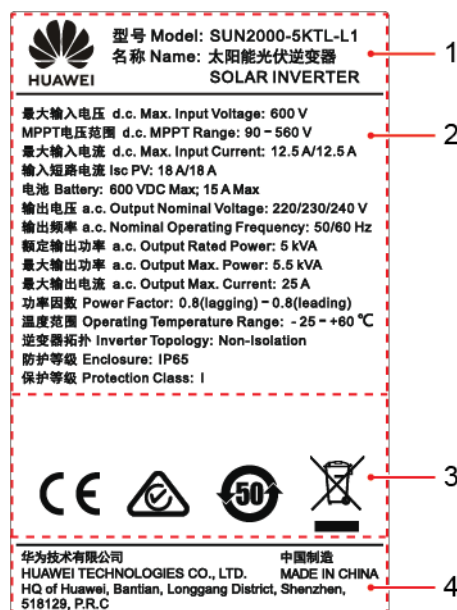 HUAWEI
型号 Model: SUN2000-5KTL-L1
名称 Name: 太阳能光伏逆变器
SOLAR INVERTER
1
最大输入电压 d.c. Max. Input Voltage: 600 V
MPPT电压范围 d.c. MPPT Range: 90 - 560 V
2
最大输入电流 d.c. Max. Input Current: 12.5 A/12.5 A
输入短路电流 Isc PV: 18 A/18 A
电池 Battery: 600 VDC Max; 15 A Max
输出电压 a.c. Output Nominal Voltage: 220/230/240 V
输出频率 a.c. Nominal Operating Frequency: 50/60 Hz
额定输出功率 a.c. Output Rated Power: 5 kVA
最大输出功率 a.c. Output Max. Power: 5.5 kVA
最大输出电流 a.c. Output Max. Current: 25 A
功率因数 Power Factor: 0.8(lagging) - 0.8(leading)
温度范围 Operating Temperature Range: - 25 - +60 ℃
逆变器拓扑 Inverter Topology: Non-Isolation
防护等级 Enclosure: IP65
保护等级 Protection Class: I
CE
50
3
华为技术有限公司 中国制造
HUAWEI TECHNOLOGIES CO., LTD. MADE IN CHINA
HQ of Huawei, Bantian, Longgang District, Shenzhen,
518129, P.R.C
4